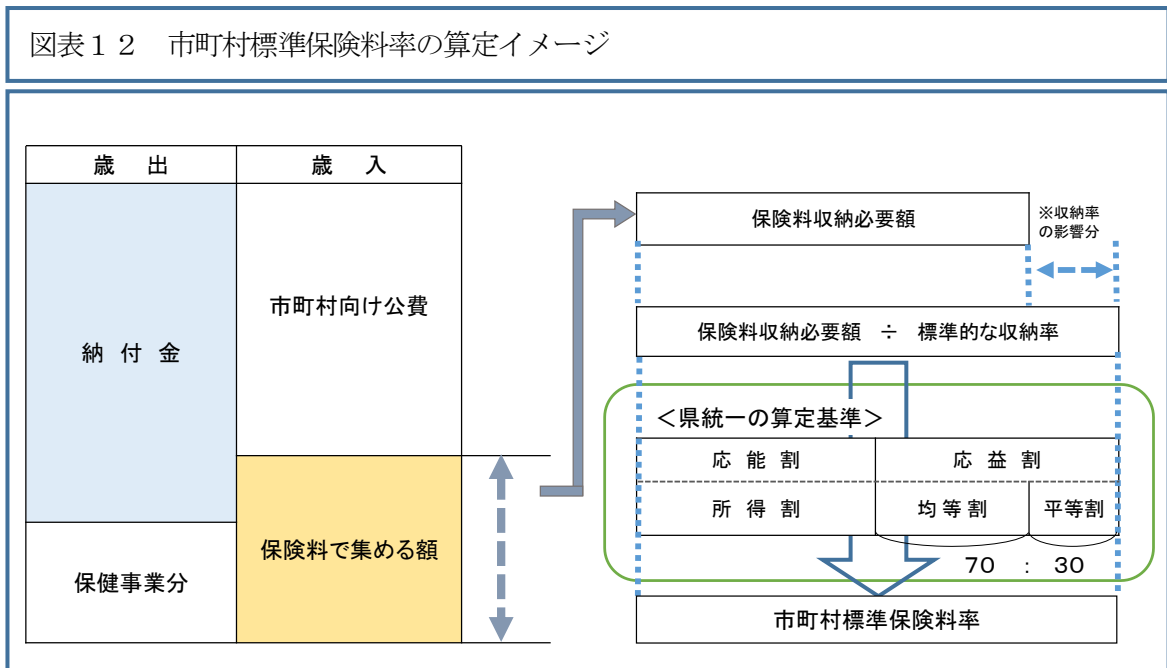 図表１２　市町村標準保険料率の算定イメージ
歳　出
歳　入
納 付 金
保健事業分
市町村向け公費
保険料で集める額
保険料収納必要額
※収納率
の影響分
保険料収納必要額　÷　標準的な収納率
＜県統一の算定基準＞
応 能 割
応 益 割
所 得 割
均 等 割
平等割
70　:　30
市町村標準保険料率